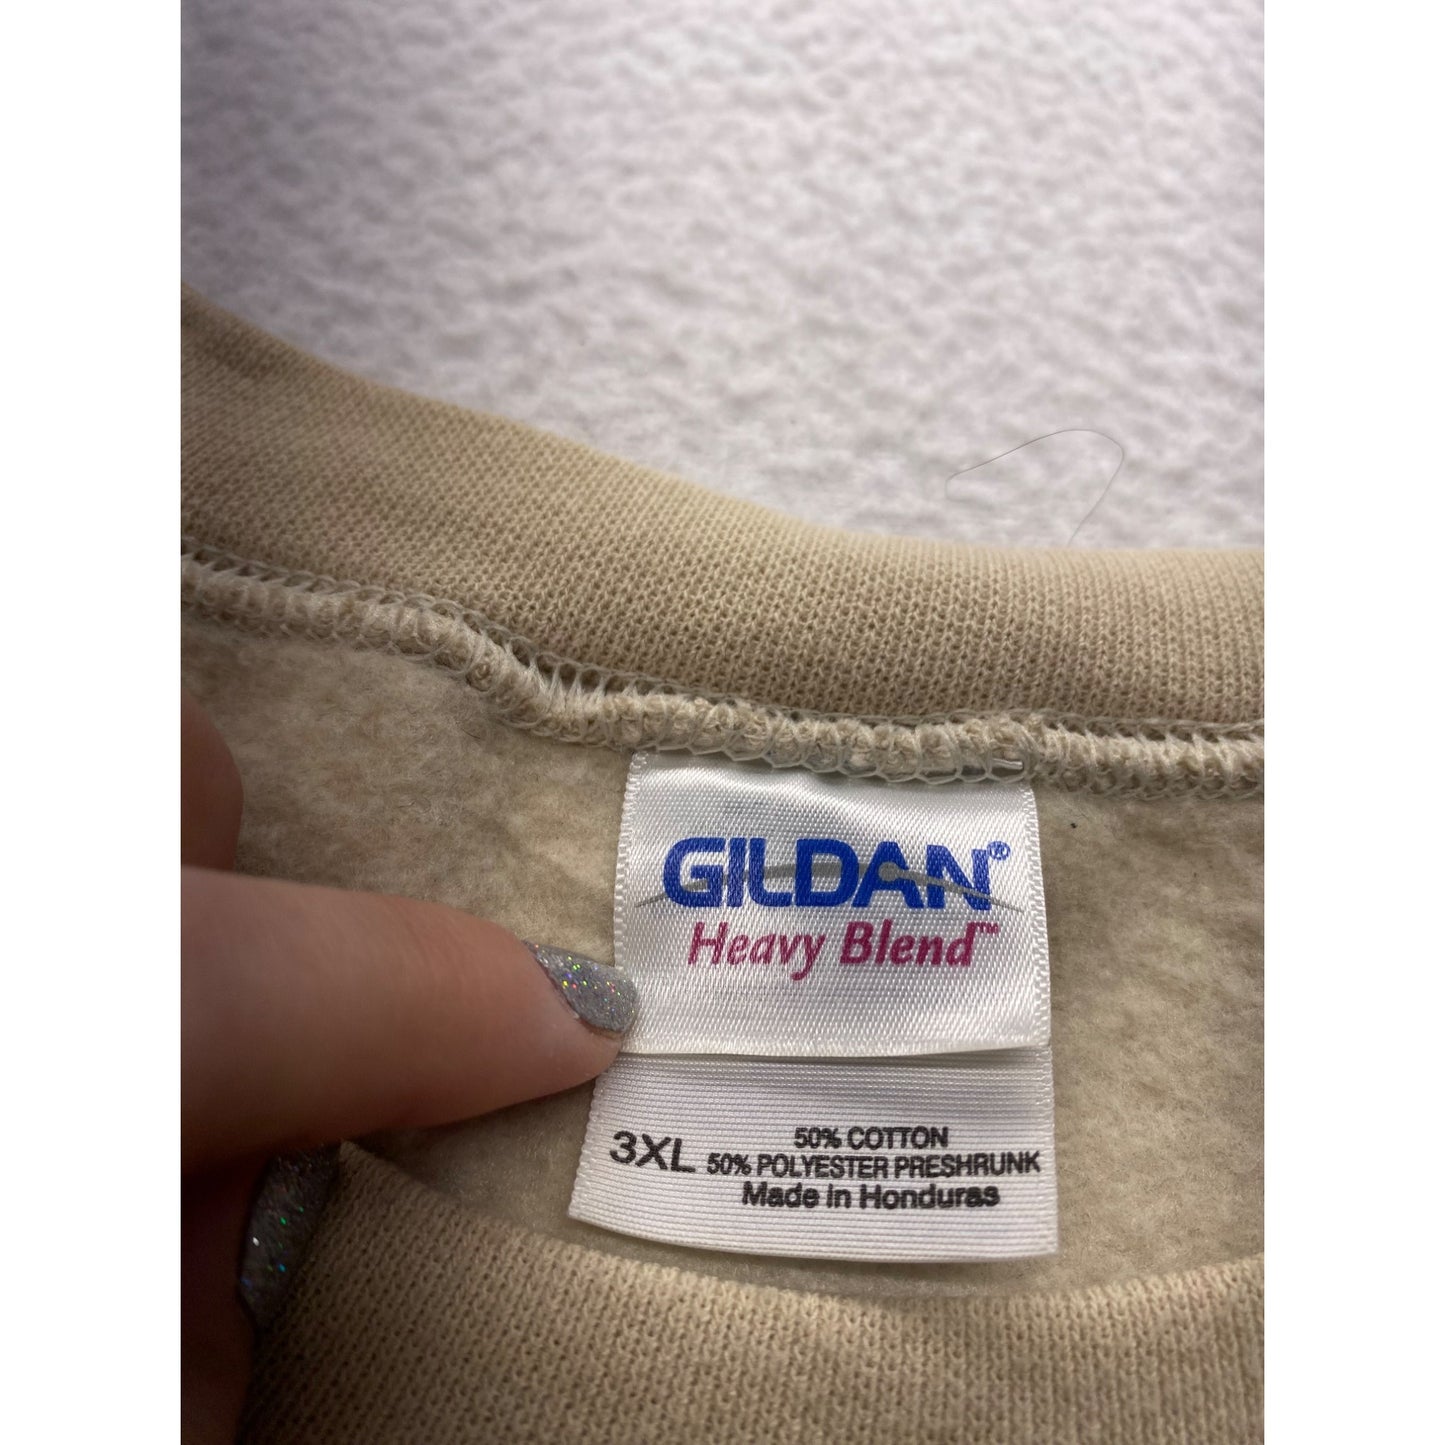 GILDAN®
Heavy Blend™
3XL
50% COTTON
50% POLYESTER PRESHRUNK
Made in Honduras